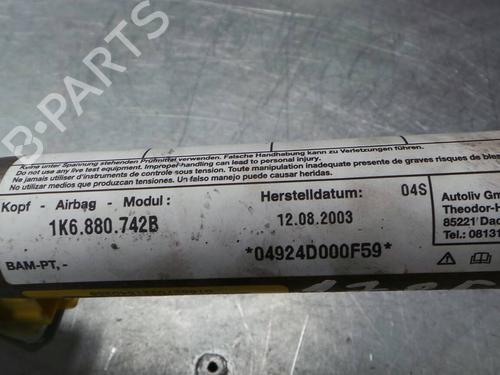 B-PARTS
Keine unter Spannung stehenden Prüfmittel verwenden. Falsche Handhabung kann zu Verletzungen führen.
Do not use any live test equipment. Improper-handling can lead to personal injury.
Ne jamais utiliser d'instruments de controle sous tension. Toute manipulation inadequate presente de graves risques de
No utilizar medios que produzcan tensiones. Un falso manejo puede causar heridas.
Kopf - Airbag - Modul:
Herstelldatum:
04S
1K6.880.742B
12.08.2003
BAM-PT, -
*04924D000F59*
Autoliv
Theodor-H
85221
Tel.: 08131